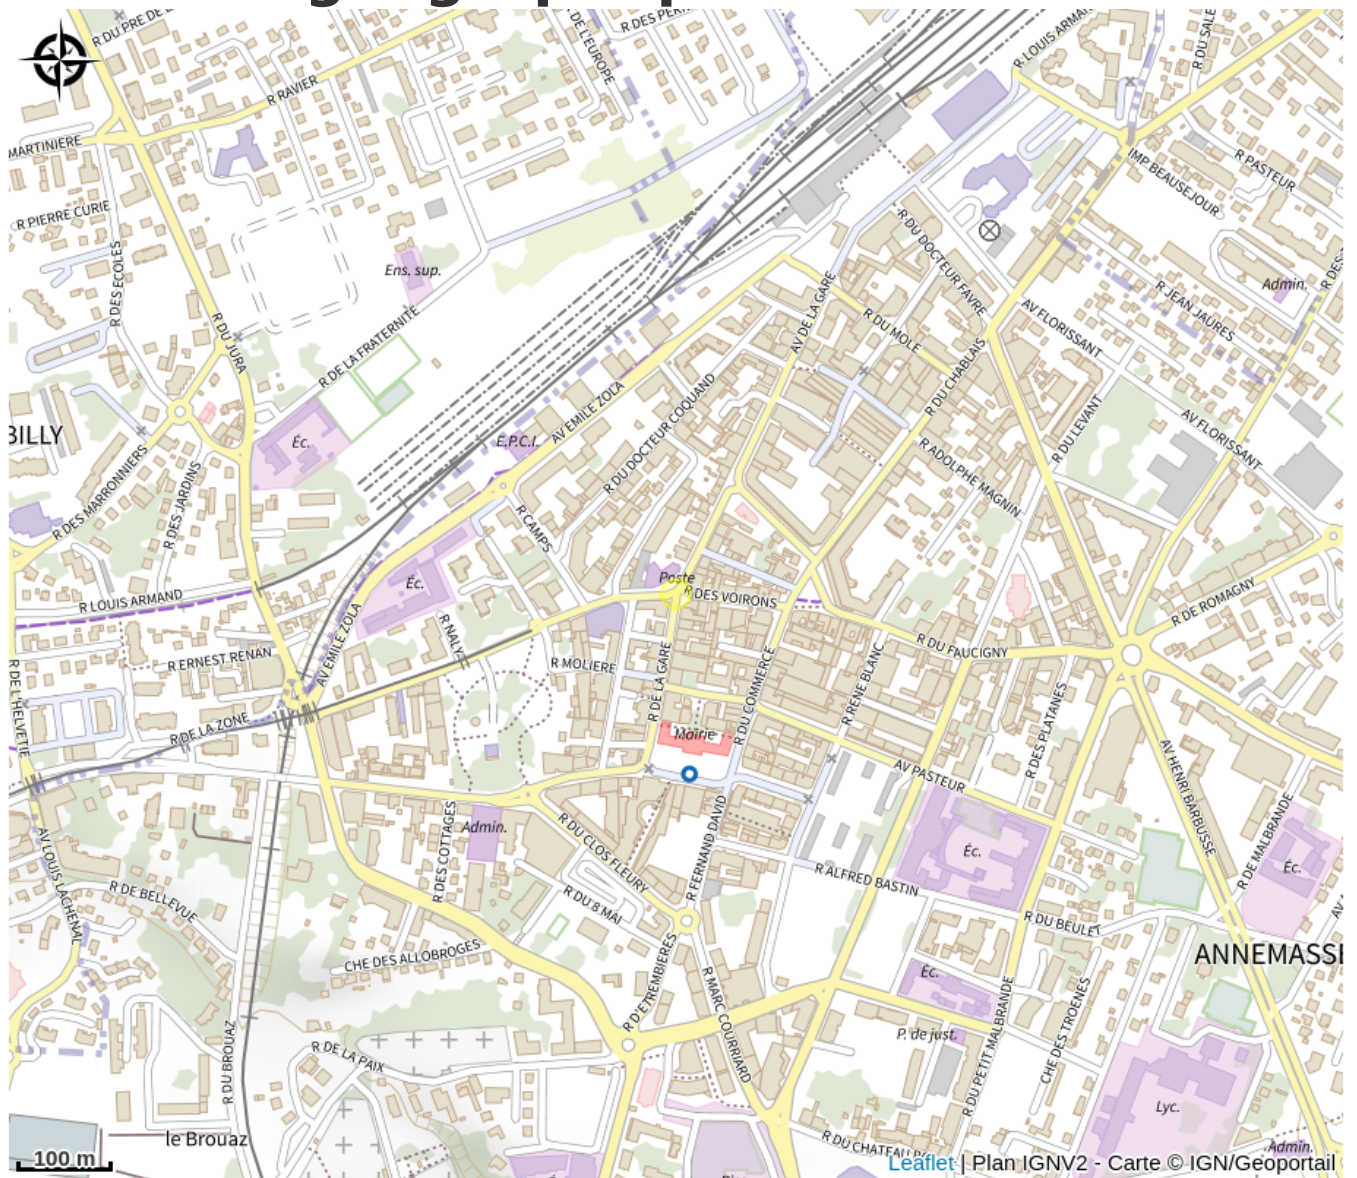 R DU PRE DE L
R DE L'EUROPE
R DES PER
R LOUIS ARMAN
R DU SALE
R RAVIER
MARTINIERE
IMP BEAUSEJOUR
R PASTEUR
R PIERRE CURIE
R DES ECOLES
R DU DOCTEUR FAVRE
Ens. sup.
Admin.
R DES
R JEAN JAURES
AV FLORISSANT
AV DE LA GARE
R DU MOLE
R DU JURA
R DE LA FRATERNITE
R DU CHABLAIS
AV EMILE ZOLA
R DU DOCTEUR COQUAND
R DU LEVANT
AV FLORISSANT
BILLY
Éc.
E.P.C.I.
R ADOLPHE MAGNIN
R DES MARRONNIERS
R DES JARDINS
R CAMPS
Éc.
Poste
R DES VOIRONS
R LOUIS ARMAND
R DE ROMAGNY
AV EMILE ZOLA
R NALY
R DU FAUCIGNY
R ERNEST RENAN
R MOLIERE
R DE L'HELVETIE
R DE LA GARE
R DU COMMERCE
R RENE BLANC
R DES PLATANES
R DE LA ZONE
Mairie
AV HENRI BARBUSSE
AV PASTEUR
R DES COTTAGES
Admin.
R DU CLOS FLEURY
R FERNAND DAVID
R DE MALBRANDE
AV LOUIS LACHENAL
Éc.
Éc.
R ALFRED BASTIN
R DE BELLEVUE
R DU 8 MAI
R DU BEULET
AV
CHE DES ALLOBROGES
ANNEMASSE
R D'ETREMBIERES
R MARC COURRIARD
Éc.
R DU PETIT MALBRANDE
CHE DES TROENES
P. de just.
R DU BROUAZ
R DE LA PAIX
Lyc.
le Brouaz
R DU CHATEAU
Admin.
100 m
Leaflet | Plan IGNV2 - Carte © IGN/Geoportail